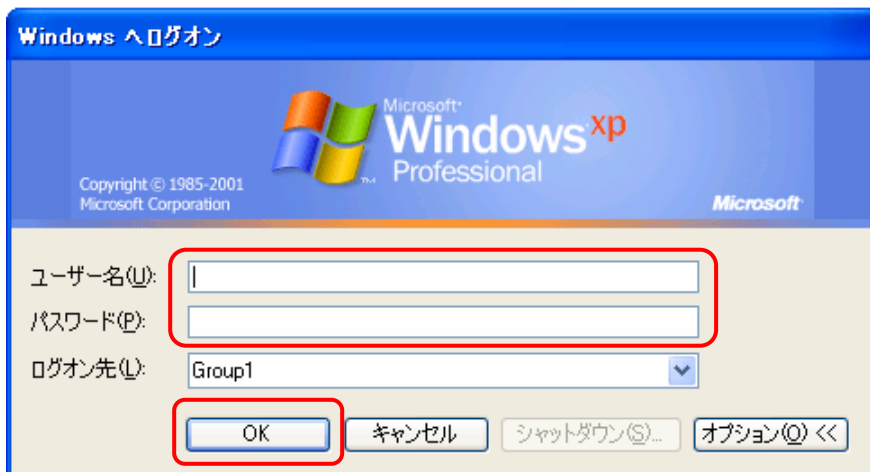 Windows へログオン
Microsoft
Windows xp
Professional
TM
Copyright © 1985-2001
Microsoft Corporation
Microsoft
ユーザー名(U):
パスワード(P):
ログオン先(L): Group1
OK キャンセル シャットダウン(S)... オプション(O) <<